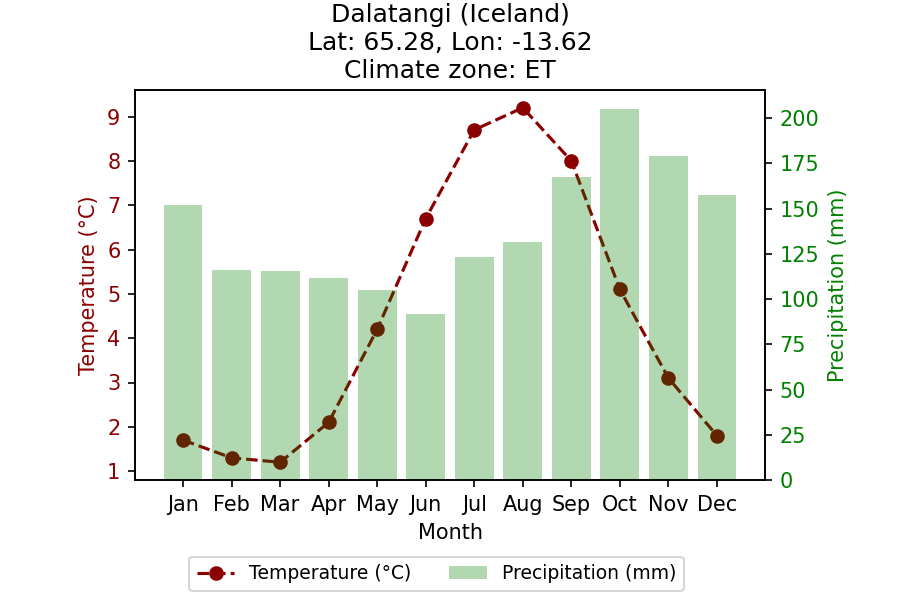 Dalatangi (Iceland)
Lat: 65.28, Lon: -13.62
Climate zone: ET
Temperature (°C)
9
8
7
6
5
4
3
2
1
200
175
150
125
100
75
50
25
0
Precipitation (mm)
Jan Feb Mar Apr May Jun Jul Aug Sep Oct Nov Dec
Month
Temperature (°C) Precipitation (mm)